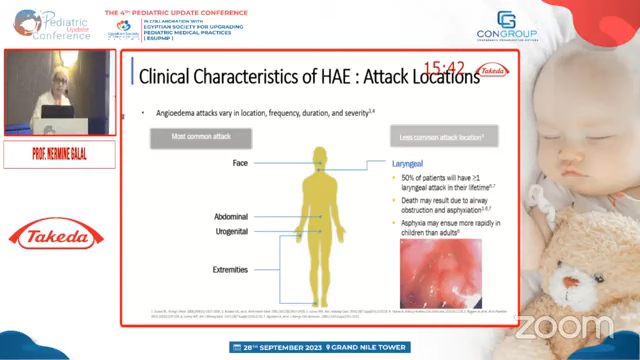 Pediatric
Update
Conference
THE 4TH PEDIATRIC UPDATE CONFERENCE
IN COLLABORATION WITH
EGYPTIAN SOCIETY FOR UPGRADING
PEDIATRIC MEDICAL PRACTICES
( ESUPMP )
CONGROUP
PROF. NERMINE GALAL
Takeda
Clinical Characteristics of HAE : Attack Locations
15:42
Takeda
• Angioedema attacks vary in location, frequency, duration, and severity
Most common attack
Less common attack location
Face
Abdominal
Urogenital
Extremities
Laryngeal
• 50% of patients will have ≥1
laryngeal attack in their lifetime
• Death may result due to airway
obstruction and asphyxiation
• Asphyxia may ensue more rapidly in
children than adults
zoom
28TH SEPTEMBER 2023 GRAND NILE TOWER